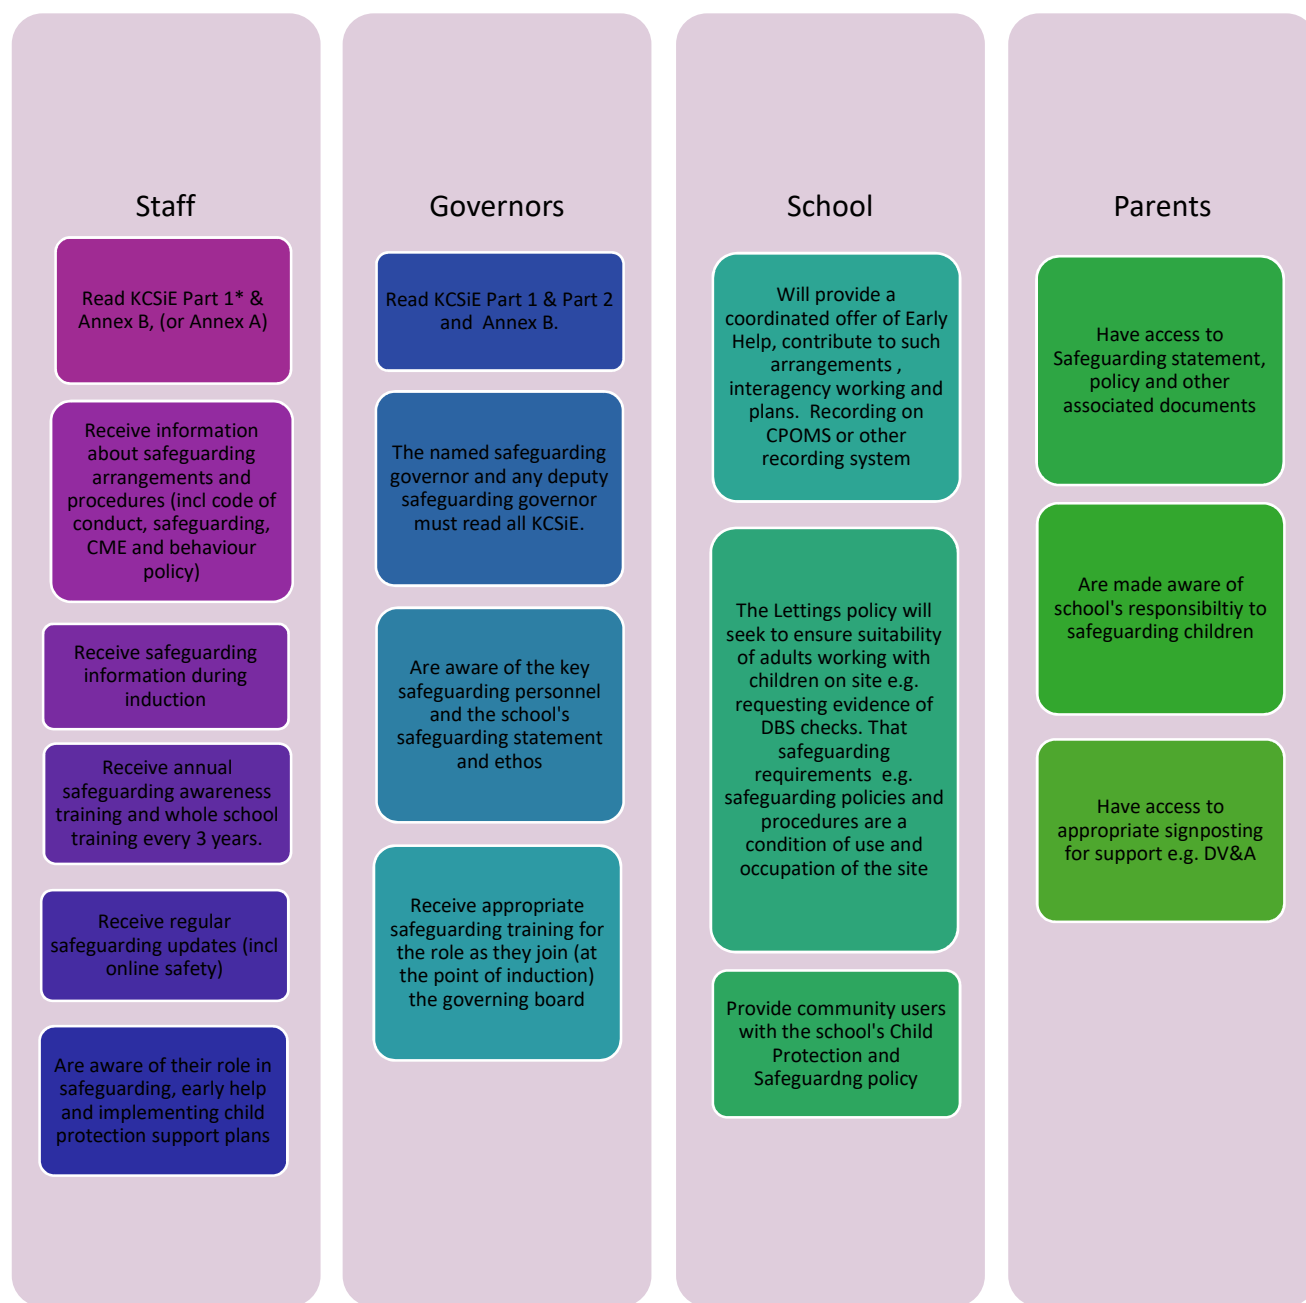 Staff
Read KCSiE Part 1* &
Annex B, (or Annex A)
Receive information
about safeguarding
arrangements and
procedures (incl code of
conduct, safeguarding,
CME and behaviour
policy)
Receive safeguarding
information during
induction
Receive annual
safeguarding awareness
training and whole school
training every 3 years.
Receive regular
safeguarding updates (incl
online safety)
Are aware of their role in
safeguarding, early help
and implementing child
protection support plans
Governors
Read KCSiE Part 1 & Part 2
and Annex B.
The named safeguarding
governor and any deputy
safeguarding governor
must read all KCSiE.
Are aware of the key
safeguarding personnel
and the school's
safeguarding statement
and ethos
Receive appropriate
safeguarding training for
the role as they join (at
the point of induction)
the governing board
School
Will provide a
coordinated offer of Early
Help, contribute to such
arrangements ,
interagency working and
plans. Recording on
CPOMS or other
recording system
The Lettings policy will
seek to ensure suitability
of adults working with
children on site e.g.
requesting evidence of
DBS checks. That
safeguarding
requirements e.g.
safeguarding policies and
procedures are a
condition of use and
occupation of the site
Provide community users
with the school's Child
Protection and
Safeguardng policy
Parents
Have access to
Safeguarding statement,
policy and other
associated documents
Are made aware of
school's responsibiltiy to
safeguarding children
Have access to
appropriate signposting
for support e.g. DV&A